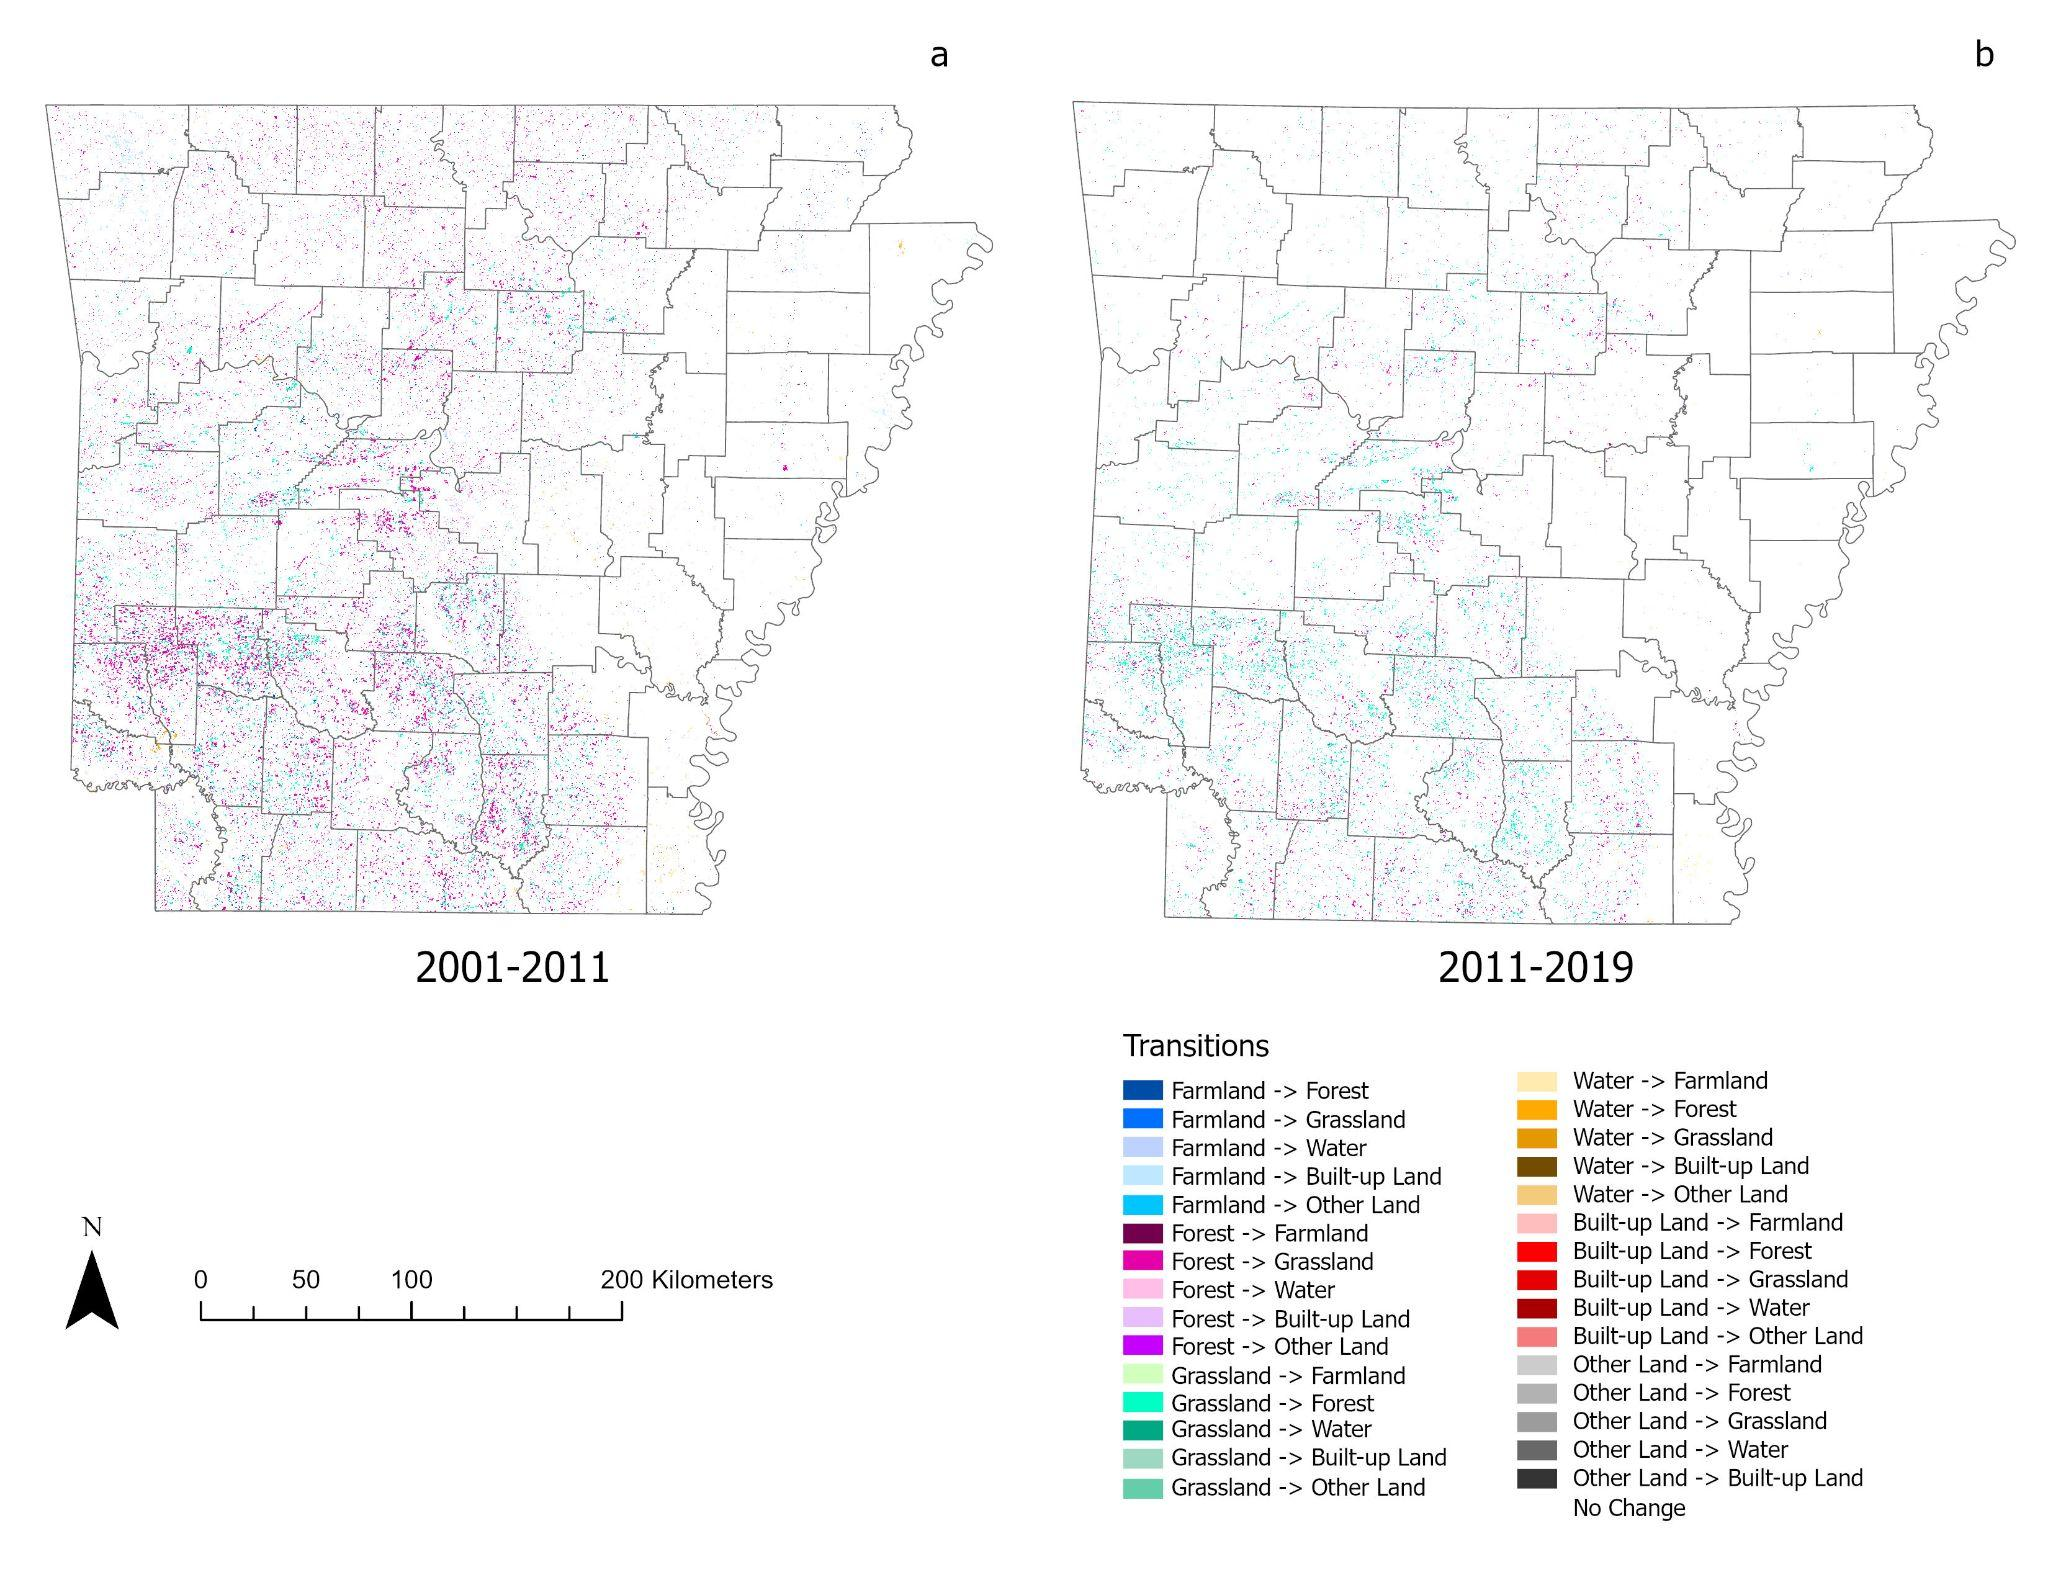 a
b
2001-2011
2011-2019
Transitions
Farmland -> Forest
Farmland -> Grassland
Farmland -> Water
Farmland -> Built-up Land
Farmland -> Other Land
Forest -> Farmland
Forest -> Grassland
Forest -> Water
Forest -> Built-up Land
Forest -> Other Land
Grassland -> Farmland
Grassland -> Forest
Grassland -> Water
Grassland -> Built-up Land
Grassland -> Other Land
Water -> Farmland
Water -> Forest
Water -> Grassland
Water -> Built-up Land
Water -> Other Land
Built-up Land -> Farmland
Built-up Land -> Forest
Built-up Land -> Grassland
Built-up Land -> Water
Built-up Land -> Other Land
Other Land -> Farmland
Other Land -> Forest
Other Land -> Grassland
Other Land -> Water
Other Land -> Built-up Land
No Change
N
0 50 100 200 Kilometers